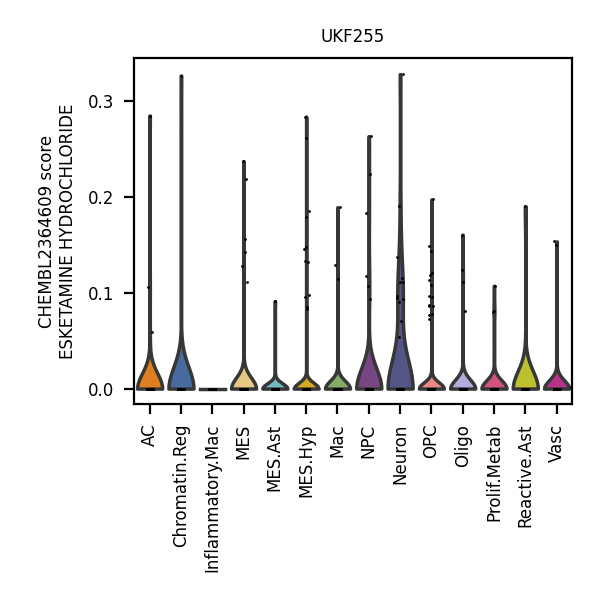 UKF255
CHEMBL2364609 score
ESKETAMINE HYDROCHLORIDE
0.3
0.2
0.1
0.0
AC
Chromatin.Reg
Inflammatory.Mac
MES
MES.Ast
MES.Hyp
Mac
NPC
Neuron
OPC
Oligo
Prolif.Metab
Reactive.Ast
Vasc